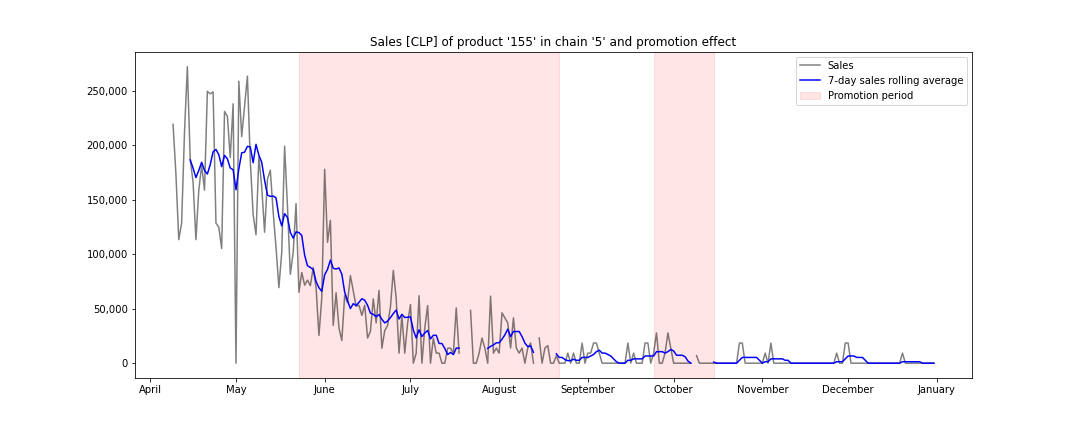 Sales [CLP] of product '155' in chain '5' and promotion effect
Sales
7-day sales rolling average
Promotion period
250,000
200,000
150,000
100,000
50,000
0
April May June July August September October November December January